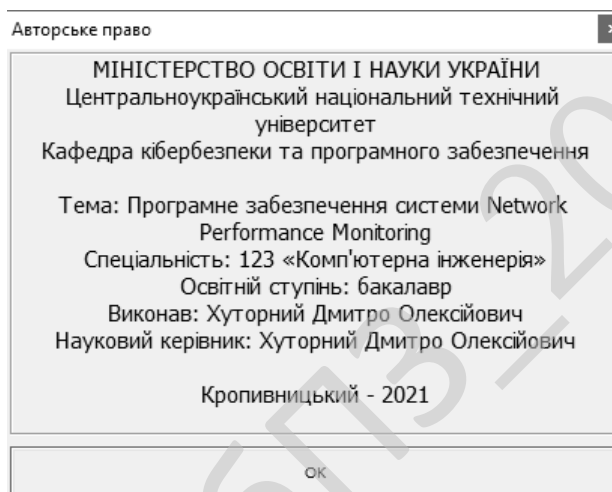 Авторське право
МІНІСТЕРСТВО ОСВІТИ І НАУКИ УКРАЇНИ
Центральноукраїнський національний технічний
університет
Кафедра кібербезпеки та програмного забезпечення
Тема: Програмне забезпечення системи Network
Performance Monitoring
Спеціальність: 123 «Комп'ютерна інженерія»
Освітній ступінь: бакалавр
Виконав: Хуторний Дмитро Олексійович
Науковий керівник: Хуторний Дмитро Олексійович
Кропивницький - 2021
ОК